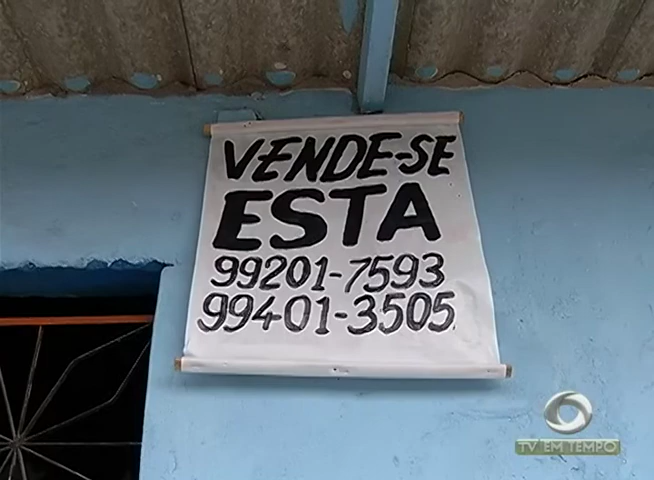 VENDE-SE
ESTA
99201-7593
99401-3505
TV EM TEMPO